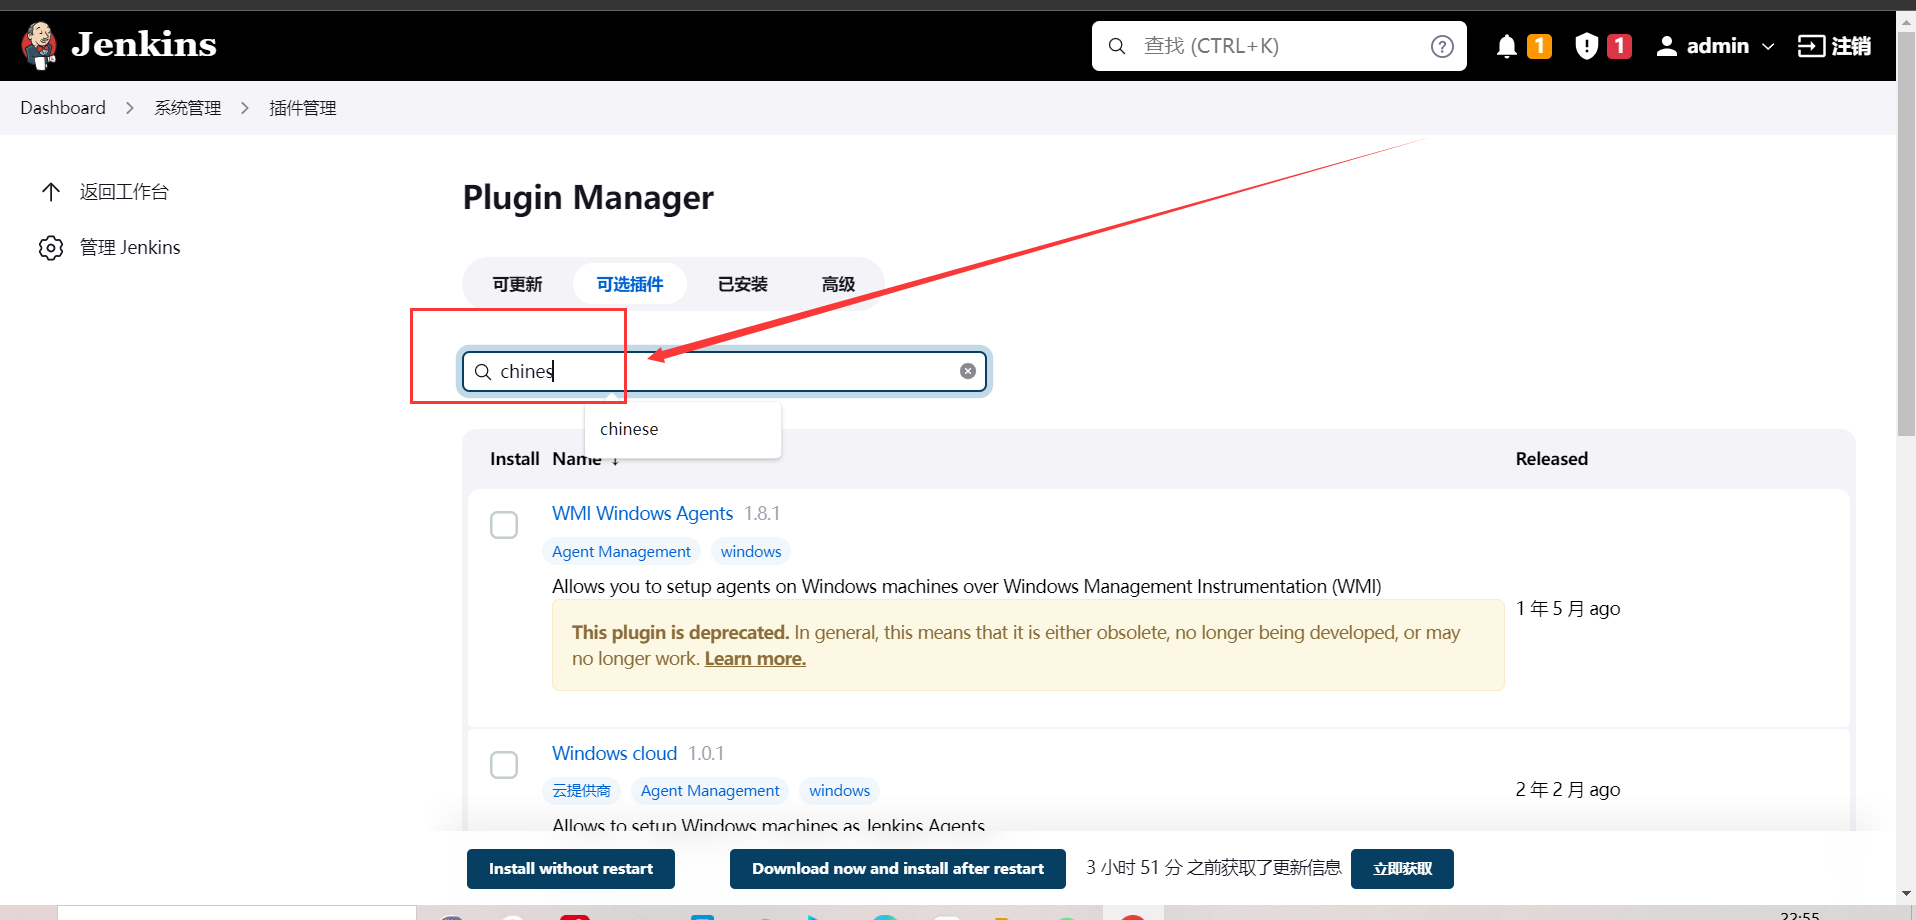 Jenkins
查找 (CTRL+K)
1
1
admin
注销
Dashboard
系统管理
插件管理
返回工作台
管理 Jenkins
Plugin Manager
可更新
可选插件
已安装
高级
chines
chinese
Install Name ↓
Released
WMI Windows Agents 1.8.1
Agent Management windows
Allows you to setup agents on Windows machines over Windows Management Instrumentation (WMI)
1 年 5 月 ago
This plugin is deprecated. In general, this means that it is either obsolete, no longer being developed, or may
no longer work. Learn more.
Windows cloud 1.0.1
云提供商 Agent Management windows
2 年 2 月 ago
Allows to setup Windows machines as Jenkins Agents
Install without restart
Download now and install after restart
3 小时 51 分 之前获取了更新信息
立即获取
22:55